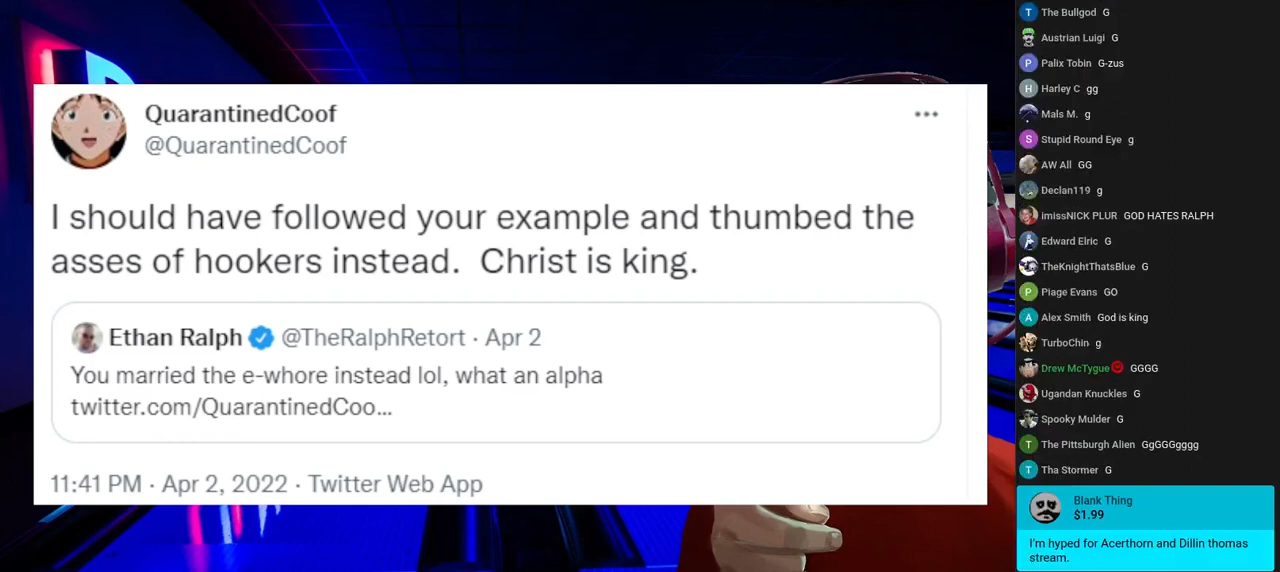 QuarantinedCoof
@QuarantinedCoof
I should have followed your example and thumbed the
asses of hookers instead.  Christ is king.
Ethan Ralph @TheRalphRetort · Apr 2
You married the e-whore instead lol, what an alpha
twitter.com/QuarantinedCoo...
11:41 PM · Apr 2, 2022 · Twitter Web App
T The Bullgod G
Austrian Luigi G
P Palix Tobin G-zus
H Harley C gg
Mals M. g
S Stupid Round Eye g
AW All GG
Declan119 g
imissNICK PLUR GOD HATES RALPH
Edward Elric G
TheKnightThatsBlue G
P Piage Evans GO
A Alex Smith God is king
TurboChin g
Drew McTygue GGGG
Ugandan Knuckles G
Spooky Mulder G
T The Pittsburgh Alien GgGGGgggg
T Tha Stormer G
Blank Thing
$1.99
I'm hyped for Acerthorn and Dillin thomas
stream.